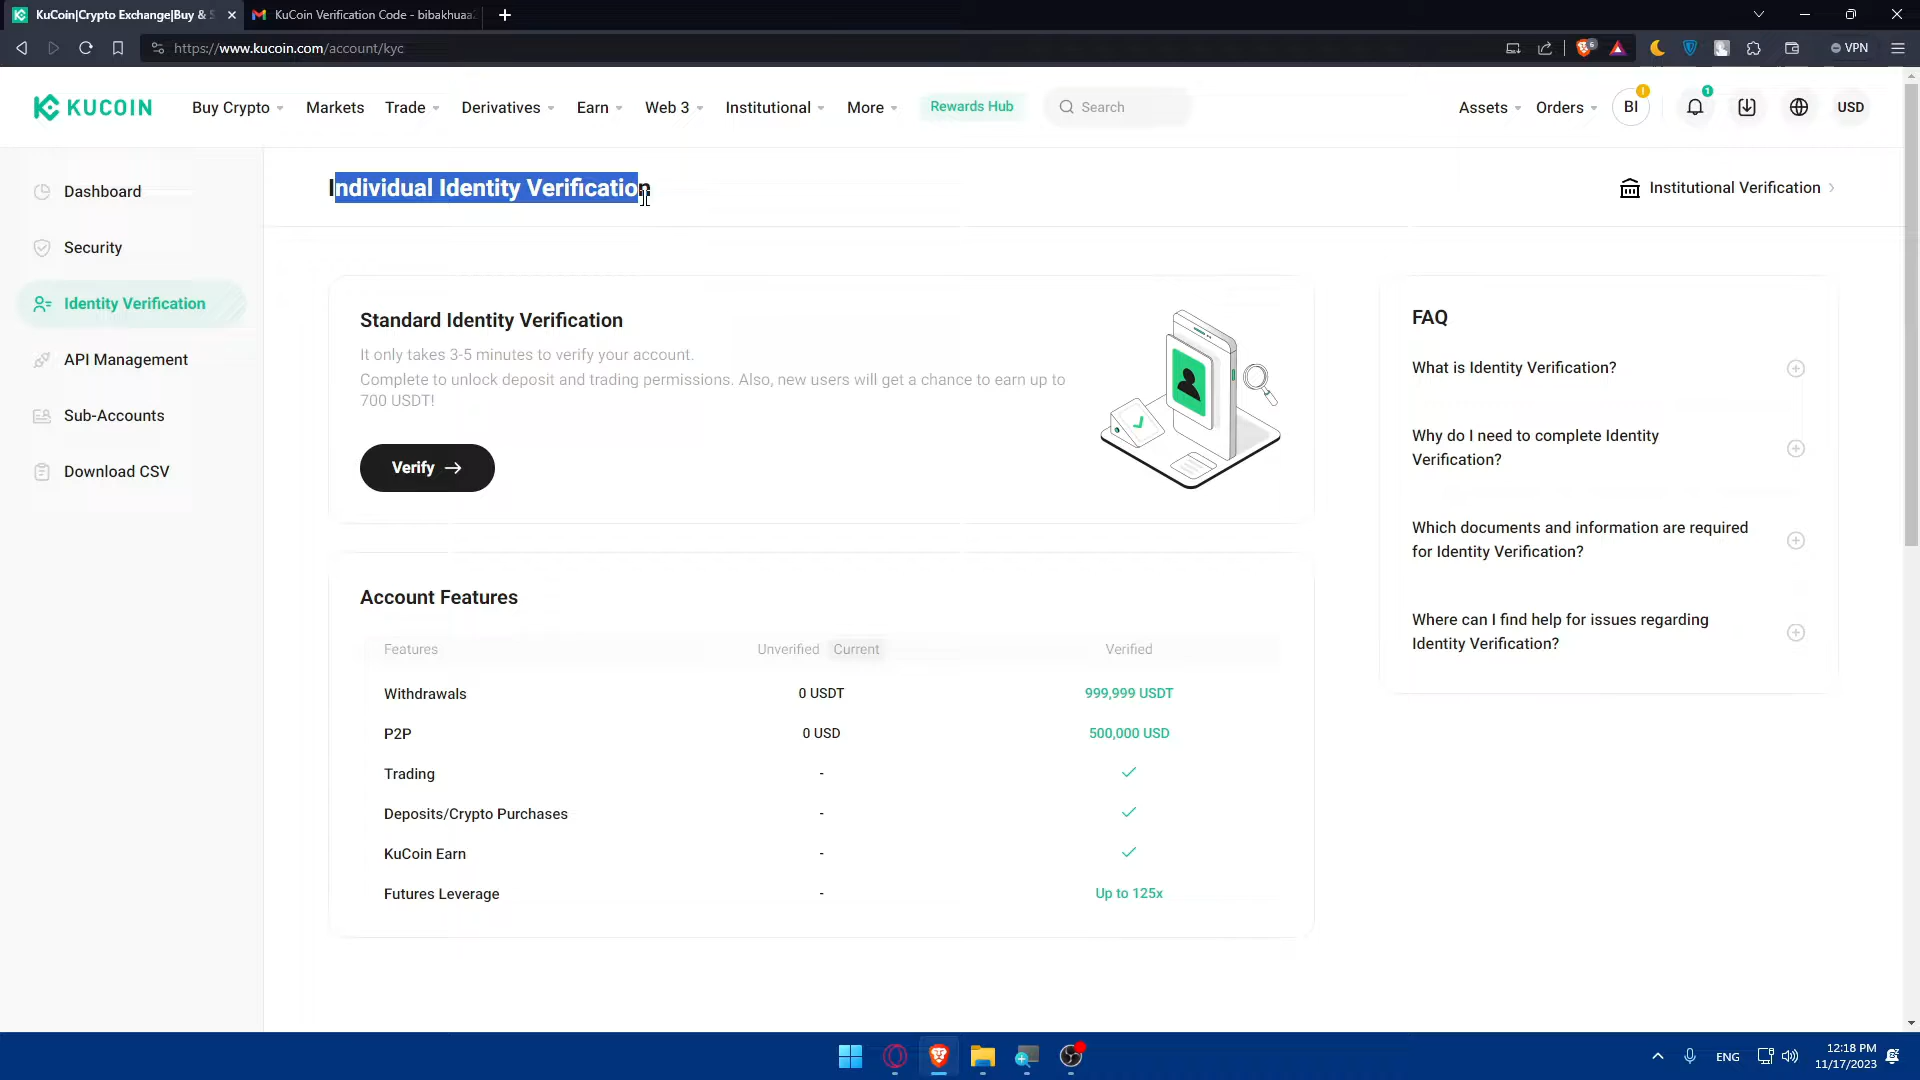 KuCoin|Crypto Exchange|Buy & S
KuCoin Verification Code - bibakhuaa
https://www.kucoin.com/account/kyc
6
VPN
KUCOIN
Buy Crypto
Markets
Trade
Derivatives
Earn
Web 3
Institutional
More
Rewards Hub
Search
Assets
Orders
BI
1
USD
Dashboard
Security
Identity Verification
API Management
Sub-Accounts
Download CSV
Individual Identity Verification
Institutional Verification
Standard Identity Verification
It only takes 3-5 minutes to verify your account.
Complete to unlock deposit and trading permissions. Also, new users will get a chance to earn up to
700 USDT!
Verify
Account Features
Features Unverified Current Verified
Withdrawals 0 USDT 999,999 USDT
P2P 0 USD 500,000 USD
Trading -
Deposits/Crypto Purchases -
KuCoin Earn -
Futures Leverage - Up to 125x
FAQ
What is Identity Verification?
Why do I need to complete Identity
Verification?
Which documents and information are required
for Identity Verification?
Where can I find help for issues regarding
Identity Verification?
ENG
12:18 PM
11/17/2023